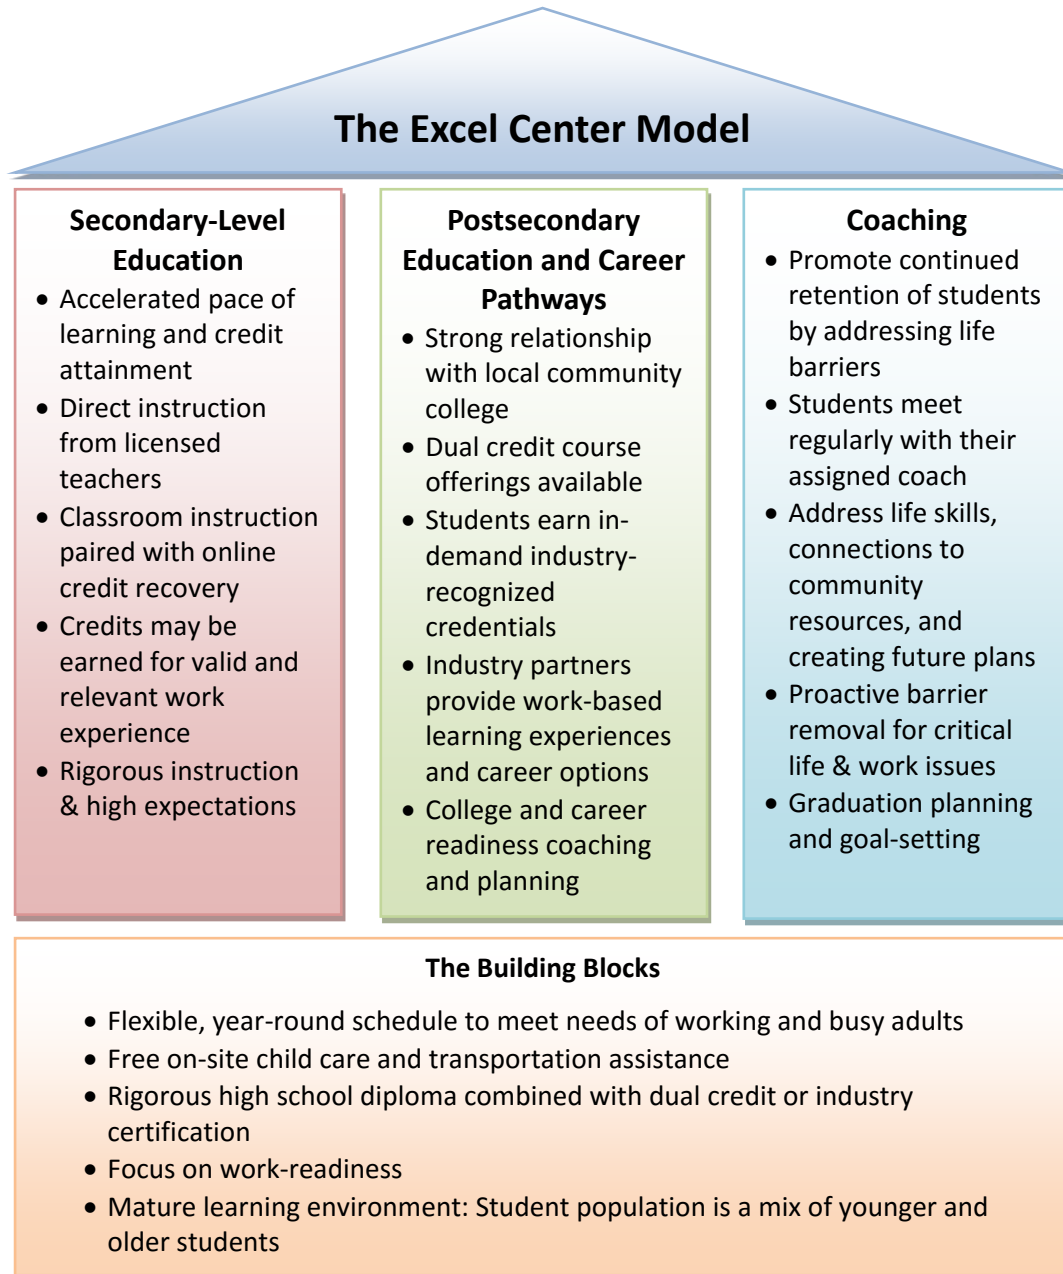 The Excel Center Model
Secondary-Level
Education
• Accelerated pace of
learning and credit
attainment
• Direct instruction
from licensed
teachers
• Classroom instruction
paired with online
credit recovery
• Credits may be
earned for valid and
relevant work
experience
• Rigorous instruction
& high expectations
Postsecondary
Education and Career
Pathways
• Strong relationship
with local community
college
• Dual credit course
offerings available
• Students earn in-
demand industry-
recognized
credentials
• Industry partners
provide work-based
learning experiences
and career options
• College and career
readiness coaching
and planning
Coaching
• Promote continued
retention of students
by addressing life
barriers
• Students meet
regularly with their
assigned coach
• Address life skills,
connections to
community
resources, and
creating future plans
• Proactive barrier
removal for critical
life & work issues
• Graduation planning
and goal-setting
The Building Blocks
• Flexible, year-round schedule to meet needs of working and busy adults
• Free on-site child care and transportation assistance
• Rigorous high school diploma combined with dual credit or industry
certification
• Focus on work-readiness
• Mature learning environment: Student population is a mix of younger and
older students